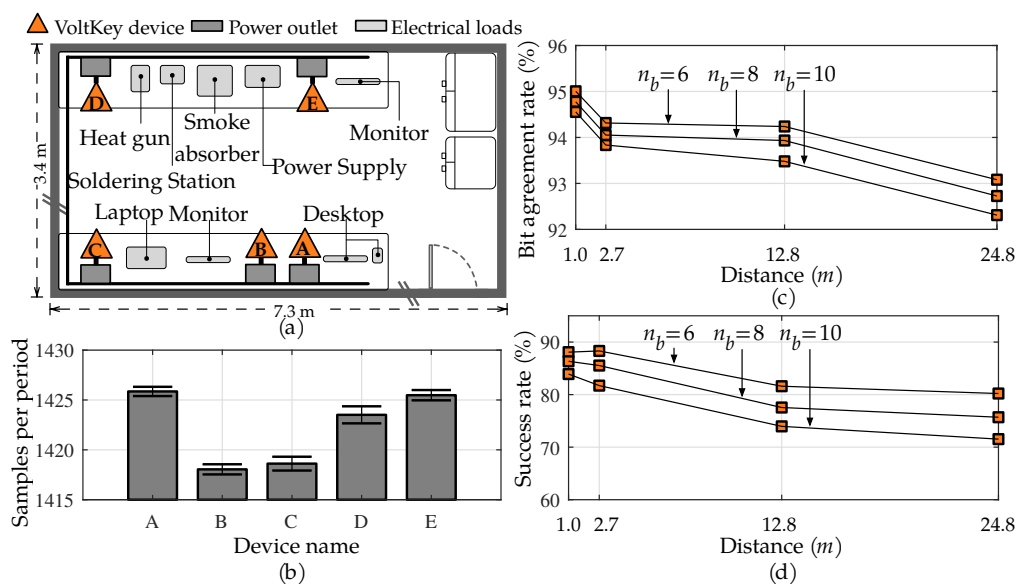 VoltKey device Power outlet Electrical loads
(a)
3.4 m
D
E
Heat gun
Smoke
absorber
Monitor
Power Supply
Soldering Station
Laptop Monitor Desktop
C
B
A
7.3 m
(b)
Samples per period
1430
1425
1420
1415
A B C D E
Device name
(c)
Bit agreement rate (%)
96
95
94
93
92
n_b=6 n_b=8 n_b=10
1.0 2.7 12.8 24.8
Distance (m)
(d)
Success rate (%)
90
80
70
60
n_b=6 n_b=8 n_b=10
1.0 2.7 12.8 24.8
Distance (m)